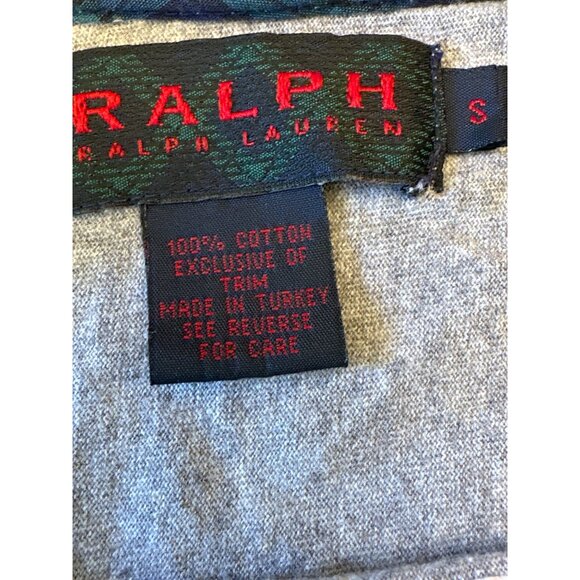 RALPH
RALPH LAUREN
S
100% COTTON
EXCLUSIVE OF
TRIM
MADE IN TURKEY
SEE REVERSE
FOR CARE